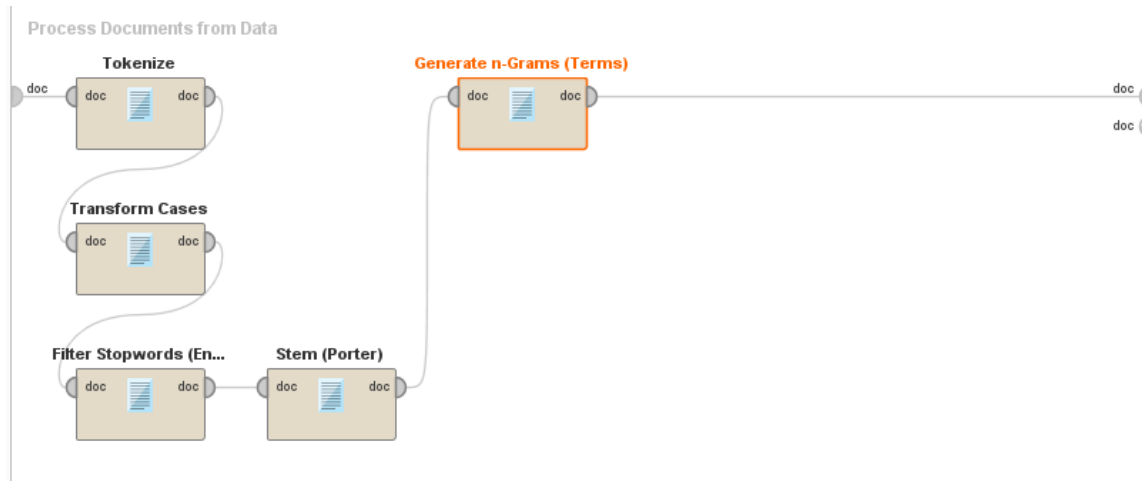 Process Documents from Data
Tokenize
doc
doc doc
Transform Cases
doc doc
Filter Stopwords (En...
doc doc
Stem (Porter)
doc doc
Generate n-Grams (Terms)
doc doc
doc
doc